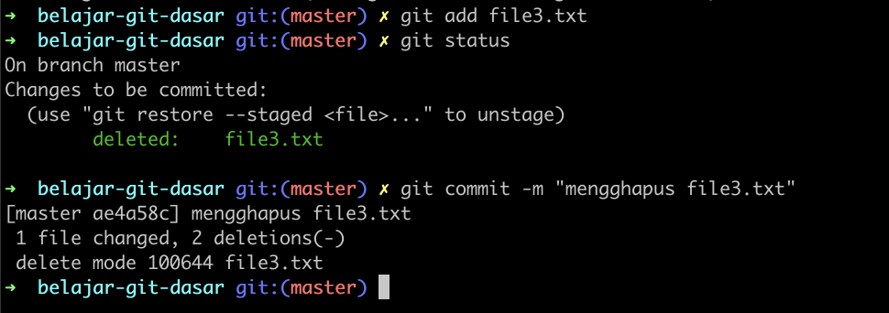 ➜  belajar-git-dasar git:(master) ✗ git add file3.txt
➜  belajar-git-dasar git:(master) ✗ git status
On branch master
Changes to be committed:
  (use "git restore --staged <file>..." to unstage)
        deleted:    file3.txt

➜  belajar-git-dasar git:(master) ✗ git commit -m "mengghapus file3.txt"
[master ae4a58c] mengghapus file3.txt
 1 file changed, 2 deletions(-)
 delete mode 100644 file3.txt
➜  belajar-git-dasar git:(master)